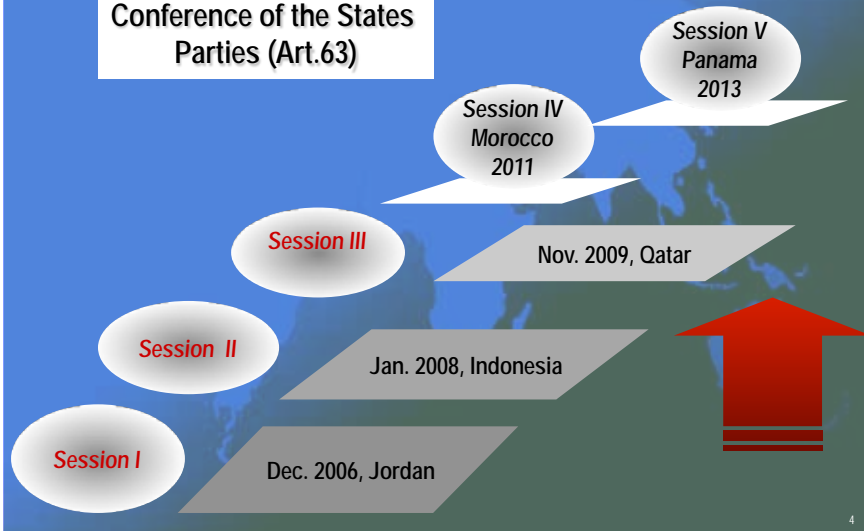 Conference of the States
Parties (Art.63)
Session V
Panama
2013
Session IV
Morocco
2011
Session III
Nov. 2009, Qatar
Session II
Jan. 2008, Indonesia
Session I
Dec. 2006, Jordan
4